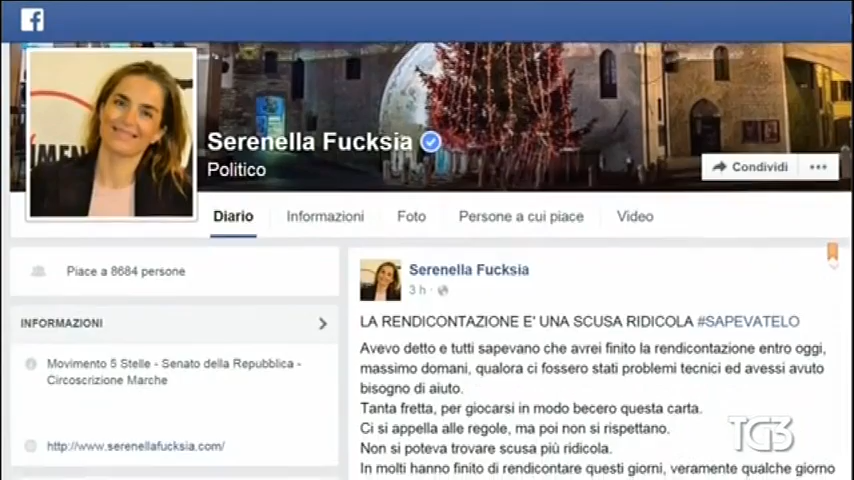 f
IMEN
Serenella Fucksia
Politico
Condividi
Diario Informazioni Foto Persone a cui piace Video
Piace a 8684 persone
INFORMAZIONI
Movimento 5 Stelle - Senato della Repubblica -
Circoscrizione Marche
http://www.serenellafucksia.com/
Serenella Fucksia
3 h ·
LA RENDICONTAZIONE E' UNA SCUSA RIDICOLA #SAPEVATELO
Avevo detto e tutti sapevano che avrei finito la rendicontazione entro oggi,
massimo domani, qualora ci fossero stati problemi tecnici ed avessi avuto
bisogno di aiuto.
Tanta fretta, per giocarsi in modo becero questa carta.
Ci si appella alle regole, ma poi non si rispettano.
Non si poteva trovare scusa più ridicola.
In molti hanno finito di rendicontare questi giorni, veramente qualche giorno
TG3